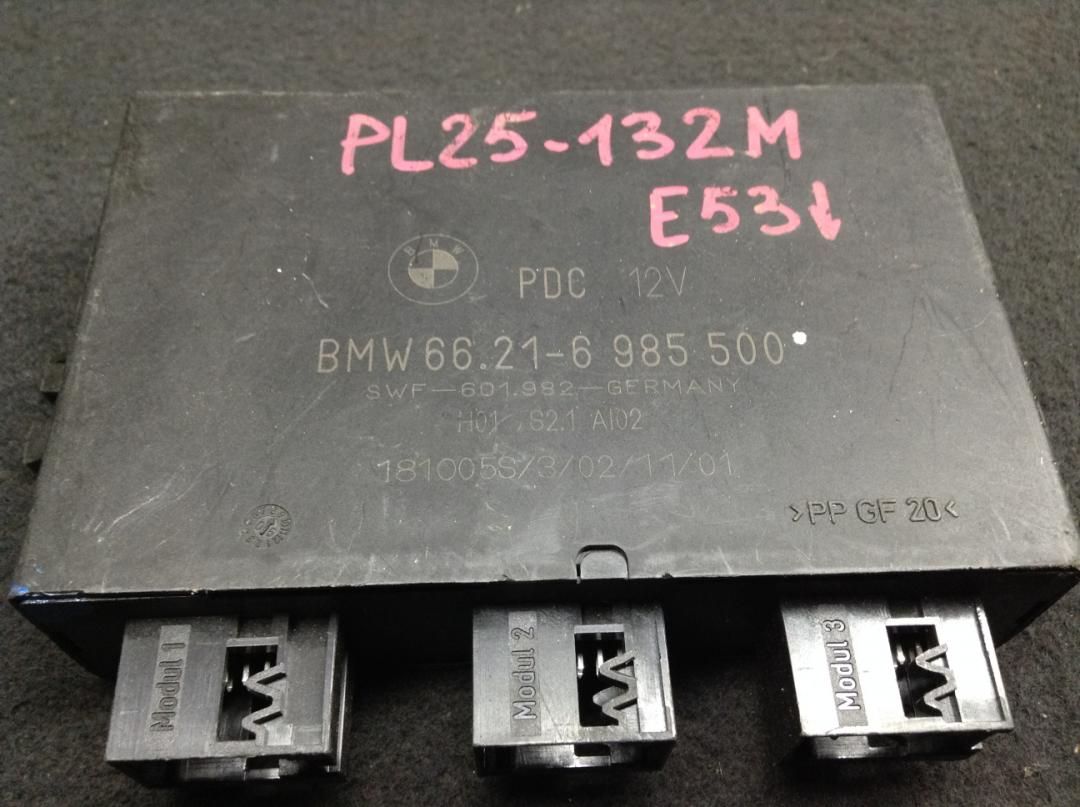 PL25-132M
E53↓
BMW
PDC 12V
BMW 66.21-6 985 500
SWF-601.982-GERMANY
H01 S2.1 AI02
181005S/3/02/11/01
>PP GF 20<
Modul 1
Modul 2
Modul 3